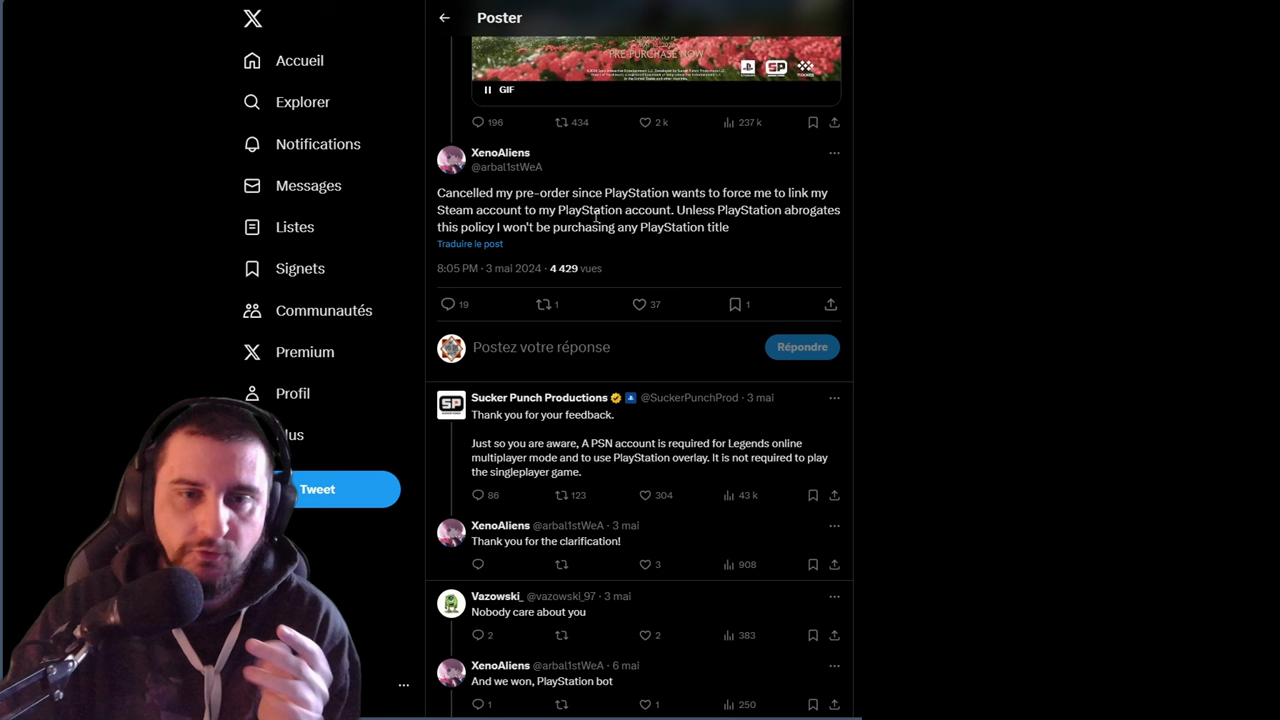 Poster
PRE-PURCHASE NOW
GIF
196
434
2 k
237 k
XenoAliens
@arbal1stWeA
Cancelled my pre-order since PlayStation wants to force me to link my
Steam account to my PlayStation account. Unless PlayStation abrogates
this policy I won't be purchasing any PlayStation title
Traduire le post
8:05 PM · 3 mai 2024 · 4 429 vues
19
1
37
1
Postez votre réponse
Répondre
Sucker Punch Productions @SuckerPunchProd · 3 mai
Thank you for your feedback.
Just so you are aware, A PSN account is required for Legends online
multiplayer mode and to use PlayStation overlay. It is not required to play
the singleplayer game.
86
123
304
43 k
XenoAliens @arbal1stWeA · 3 mai
Thank you for the clarification!
3
908
Vazowski_ @vazowski_97 · 3 mai
Nobody care about you
2
2
383
XenoAliens @arbal1stWeA · 6 mai
And we won, PlayStation bot
1
1
250
Accueil
Explorer
Notifications
Messages
Listes
Signets
Communautés
Premium
Profil
lus
Tweet